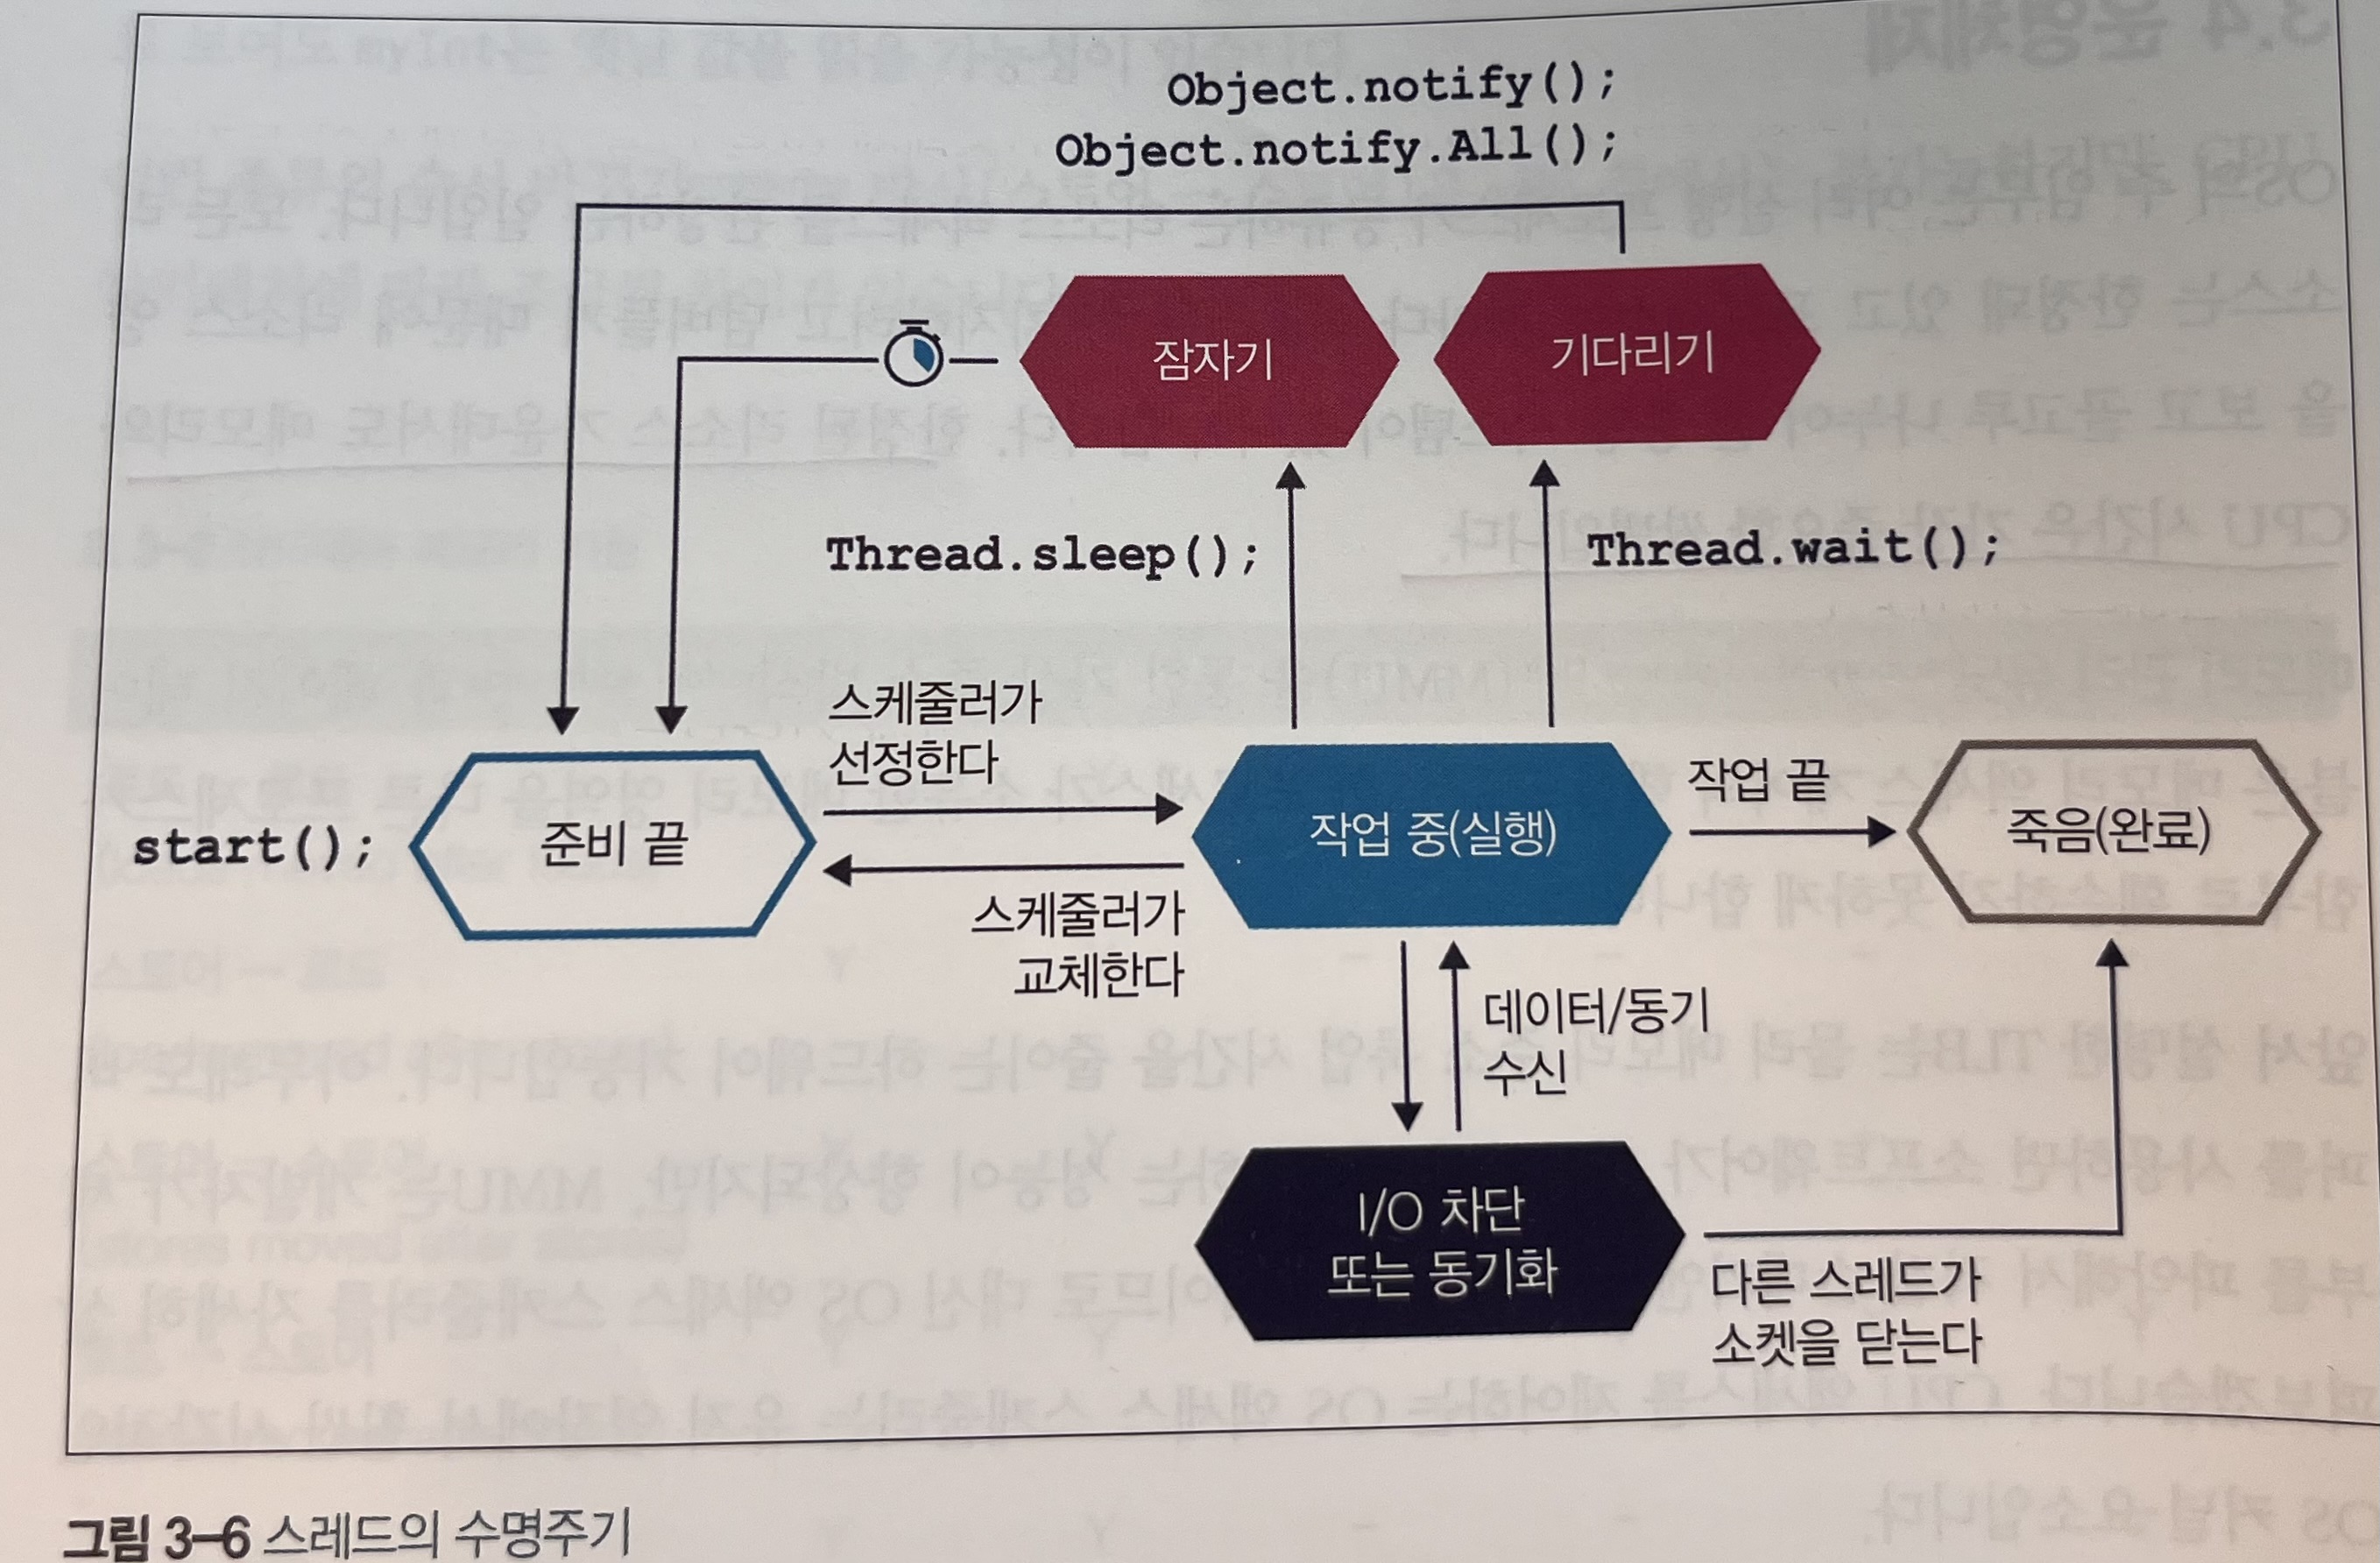 Object.notify();
Object.notify.All();
잠자기
기다리기
Thread.sleep();
Thread.wait();
스케줄러가
선정한다
start();
준비 끝
작업 중(실행)
작업 끝
죽음(완료)
스케줄러가
교체한다
데이터/동기
수신
I/O 차단
또는 동기화
다른 스레드가
소켓을 닫는다
그림 3-6 스레드의 수명주기